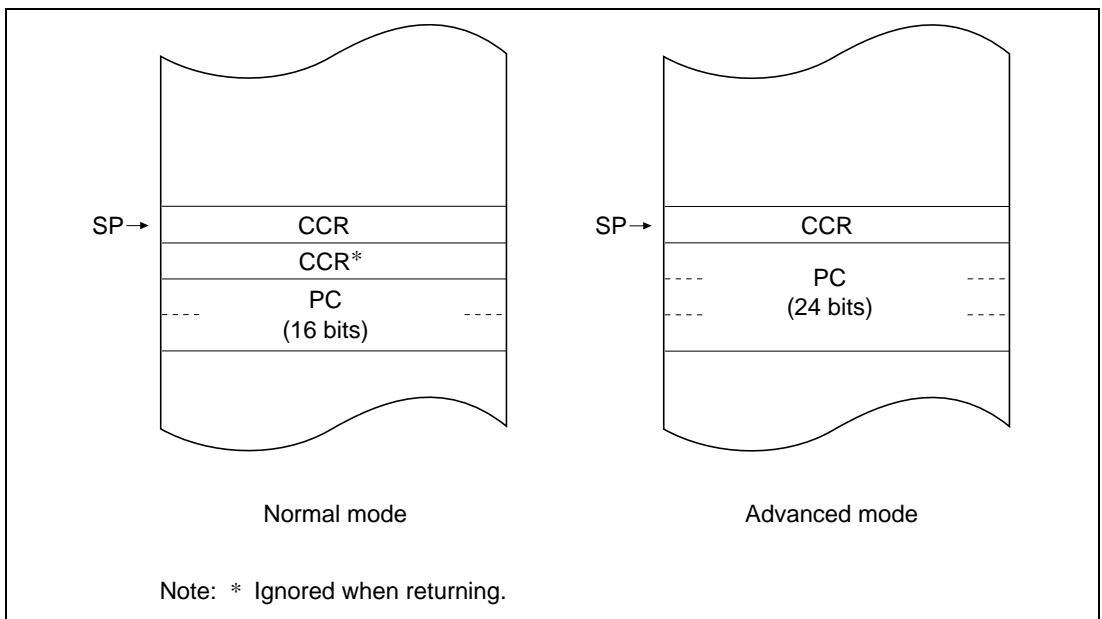 SP→ CCR
CCR*
PC
(16 bits)
Normal mode
SP→ CCR
PC
(24 bits)
Advanced mode
Note: * Ignored when returning.